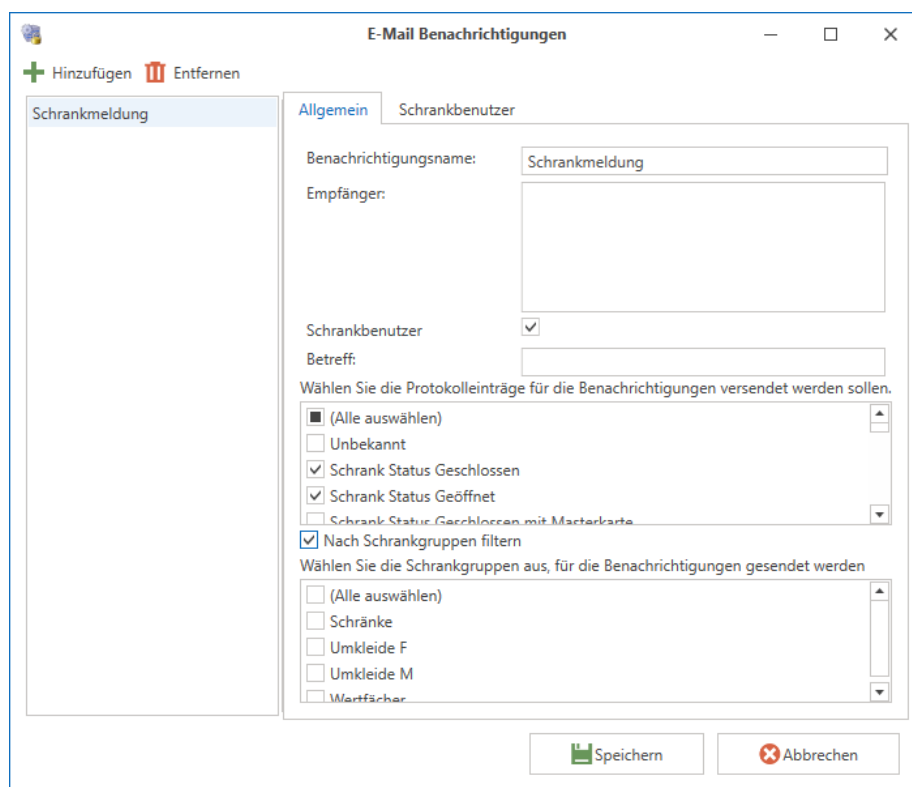 E-Mail Benachrichtigungen
Hinzufügen Entfernen
Schrankmeldung
Allgemein Schrankbenutzer
Benachrichtigungsname: Schrankmeldung
Empfänger:
Schrankbenutzer
Betreff:
Wählen Sie die Protokolleinträge für die Benachrichtigungen versendet werden sollen.
(Alle auswählen)
Unbekannt
Schrank Status Geschlossen
Schrank Status Geöffnet
Schrank Status Geschlossen mit Masterkarte
Nach Schrankgruppen filtern
Wählen Sie die Schrankgruppen aus, für die Benachrichtigungen gesendet werden
(Alle auswählen)
Schränke
Umkleide F
Umkleide M
Wertfächer
Speichern Abbrechen